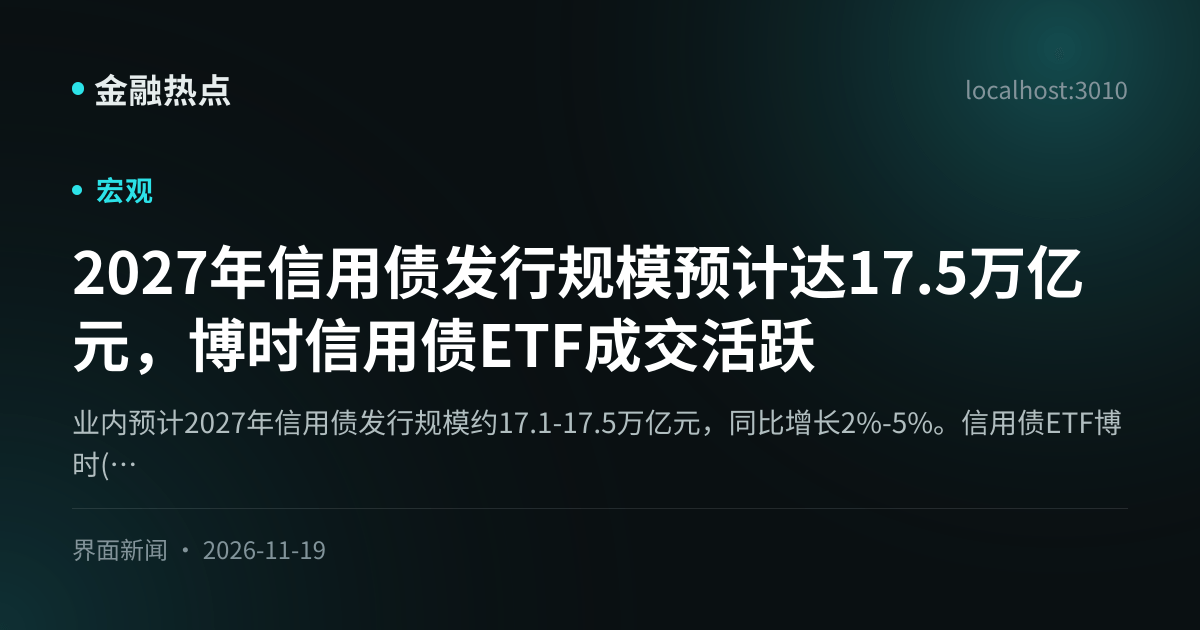 金融热点
localhost:3010
宏观
2027年信用债发行规模预计达17.5万亿
元，博时信用债ETF成交活跃
业内预计2027年信用债发行规模约17.1-17.5万亿元，同比增长2%-5%。信用债ETF博
时(…
界面新闻 • 2026-11-19